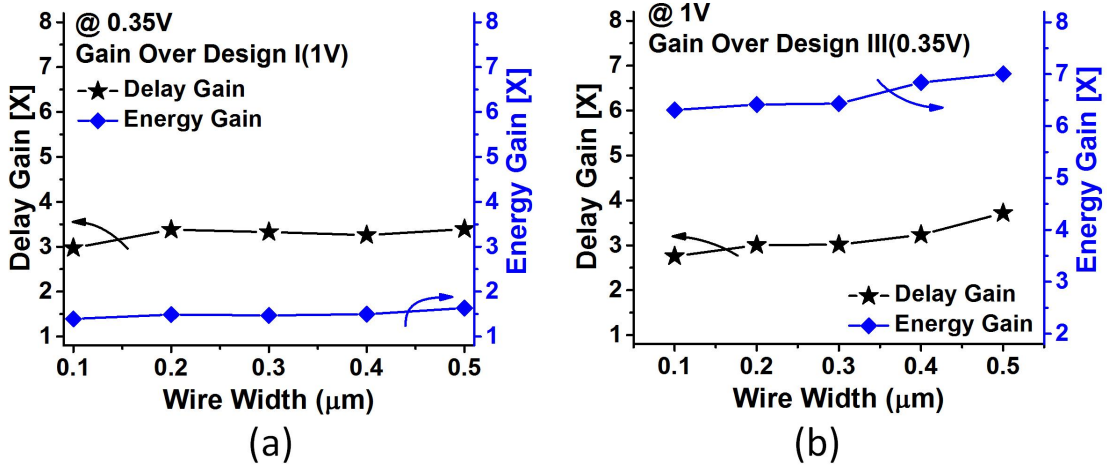 @ 0.35V
Gain Over Design I(1V)
Delay Gain
Energy Gain
Delay Gain [X]
8
7
6
5
4
3
2
1
Energy Gain [X]
8
7
6
5
4
3
2
1
0.1 0.2 0.3 0.4 0.5
Wire Width (μm)
(a)
@ 1V
Gain Over Design III(0.35V)
Delay Gain [X]
8
7
6
5
4
3
2
1
Energy Gain [X]
8
7
6
5
4
3
2
Delay Gain
Energy Gain
0.1 0.2 0.3 0.4 0.5
Wire Width (μm)
(b)